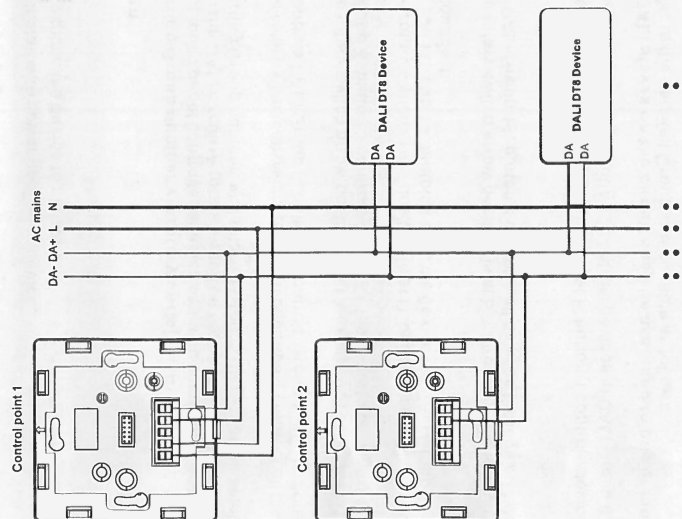 AC mains
DA- DA+ L N
DALI DT8 Device
DA
DA
DALI DT8 Device
DA
DA
Control point 1
Control point 2